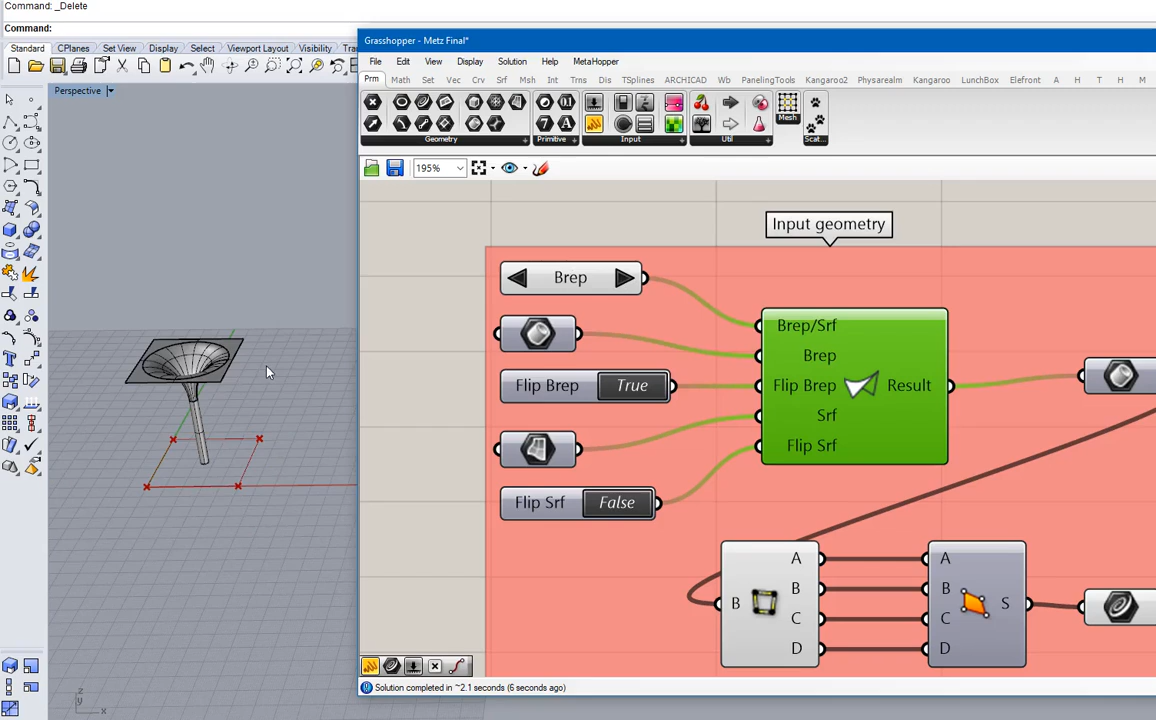 Command: _Delete
Command:
Standard CPlanes Set View Display Select Viewport Layout Visibility
Perspective
Grasshopper - Metz Final*
File Edit View Display Solution Help MetaHopper
Prm Math Set Vec Crv Srf Msh Int Trns Dis TSplines ARCHICAD Wb PanelingTools Kangaroo2 Physarealm Kangaroo LunchBox Elefront A H T H M
Mesh
Geometry Primitive Input Util Scat...
195%
Input geometry
Brep
Brep/Srf
Brep
Flip Brep True
Flip Brep Result
Srf
Flip Srf
Flip Srf False
A A
B B
B S
C C
D D
Solution completed in ~2.1 seconds (6 seconds ago)
z
y
x